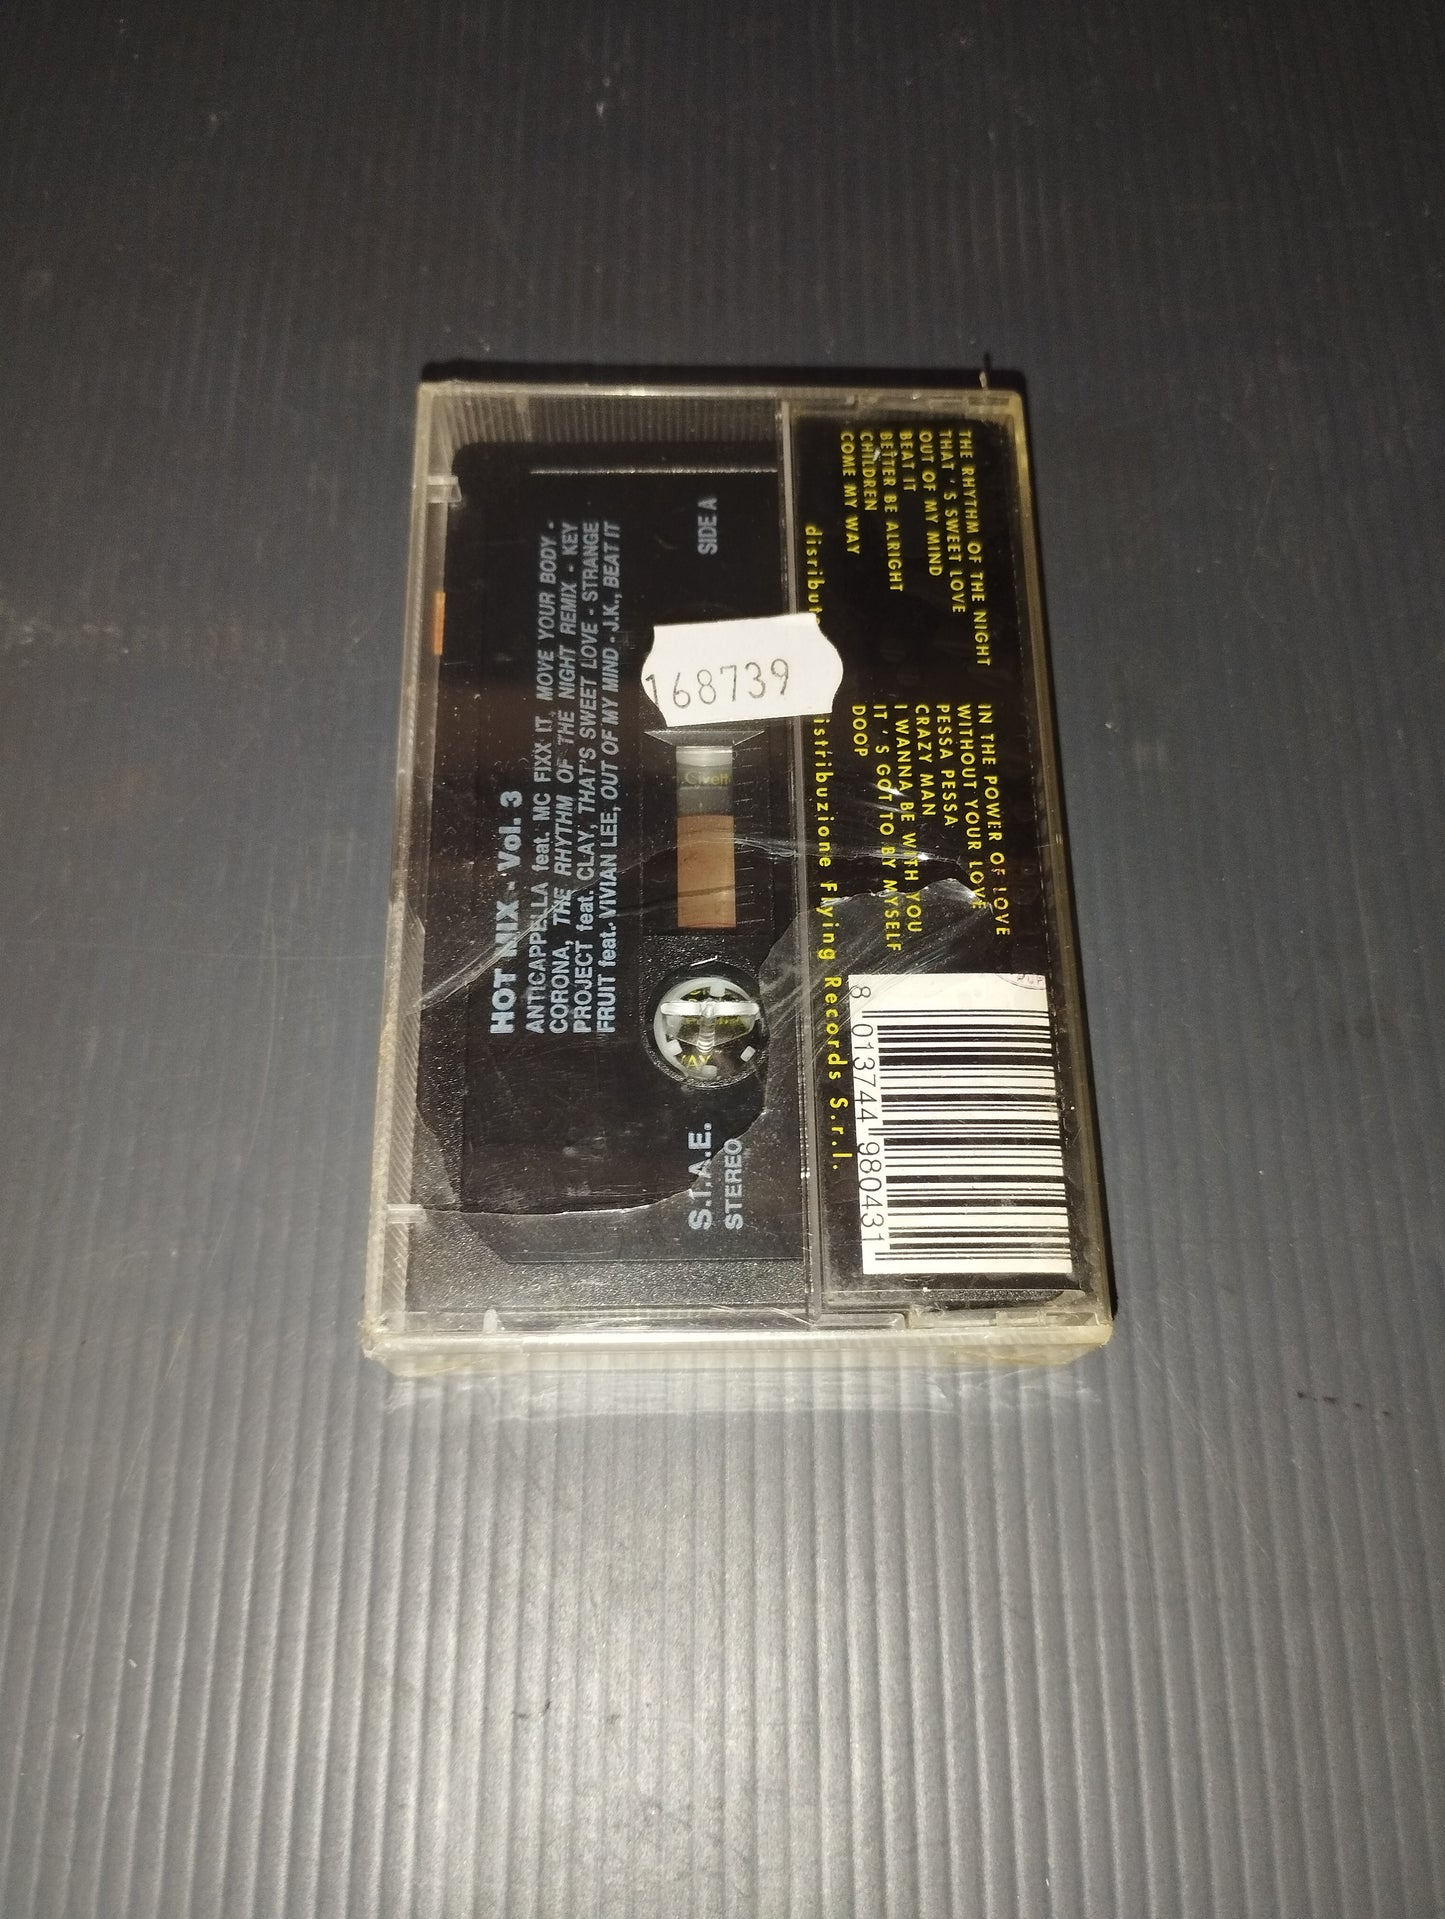 HOT MIX - Vol. 3
ANTICAPPELLA feat. MC FIXX IT, MOVE YOUR BODY -
CORONA, THE RHYTHM OF THE NIGHT REMIX - KEY
PROJECT feat. CLAY, THAT'S SWEET LOVE - STRANGE
FRUIT feat. VIVIAN LEE, OUT OF MY MIND - J.K., BEAT IT
SIDE A
S.I.A.E.
STEREO
168739
THE RHYTHM OF THE NIGHT
THAT 'S SWEET LOVE
OUT OF MY MIND
BEAT IT
BETTER BE ALRIGHT
CHILDREN
COME MY WAY
IN THE POWER OF LOVE
WITHOUT YOUR LOVE
PESSA PESSA
CRAZY MAN
I WANNA BE WITH YOU
IT 'S GOT TO BY MYSELF
DOOP
Flying Records S.r.l.
8 013744 980431